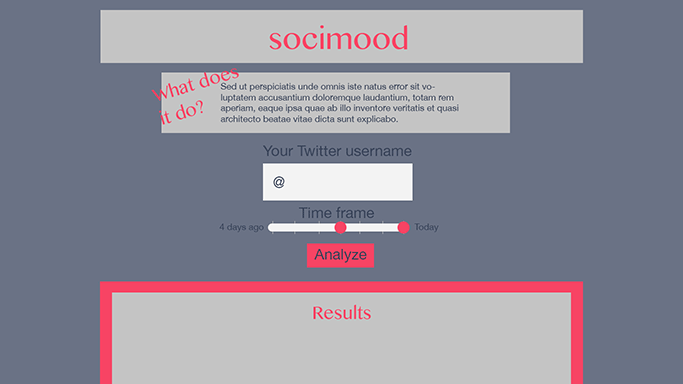 socimood
What does
it do?
Sed ut perspiciatis unde omnis iste natus error sit vo-
luptatem accusantium doloremque laudantium, totam rem
aperiam, eaque ipsa quae ab illo inventore veritatis et quasi
architecto beatae vitae dicta sunt explicabo.
Your Twitter username
@
Time frame
4 days ago Today
Analyze
Results